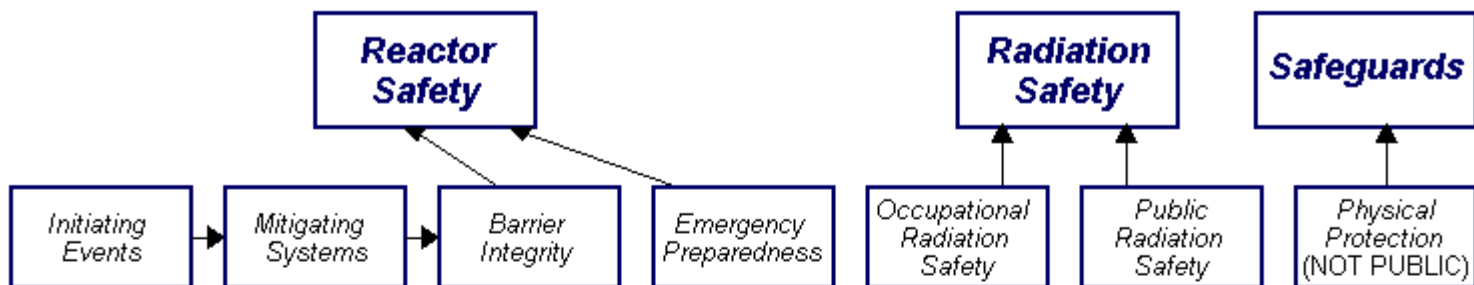 Reactor
Safety
Radiation
Safety
Safeguards
Initiating
Events
Mitigating
Systems
Barrier
Integrity
Emergency
Preparedness
Occupational
Radiation
Safety
Public
Radiation
Safety
Physical
Protection
(NOT PUBLIC)